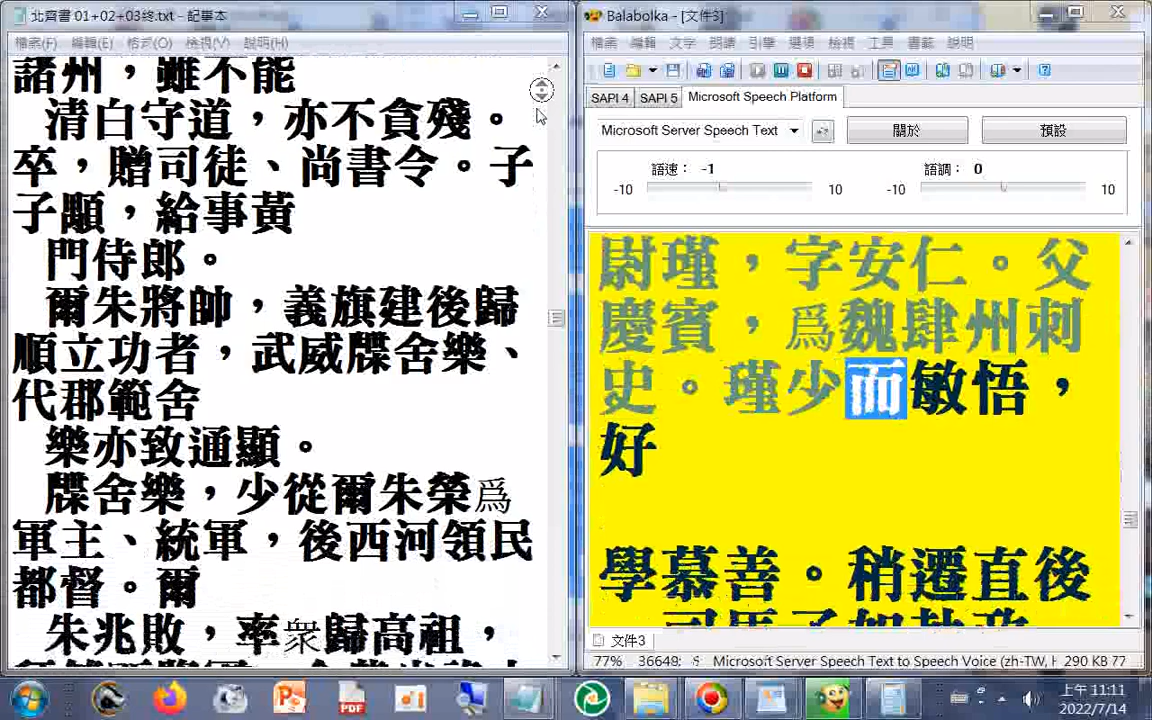 北齊書01+02+03終.txt - 記事本
檔案(F) 編輯(E) 格式(O) 檢視(V) 說明(H)
諸州，雖不能
清白守道，亦不貪殘。
卒，贈司徒、尚書令。子
子顒，給事黃
門侍郎。
爾朱將帥，義旗建後歸
順立功者，武威牒舍樂、
代郡範舍
樂亦致通顯。
牒舍樂，少從爾朱榮爲
軍主、統軍，後西河領民
都督。爾
朱兆敗，率衆歸高祖，
Balabolka - [文件3]
檔案 編輯 文字 朗讀 引擎 選項 檢視 工具 書籤 說明
SAPI 4 SAPI 5 Microsoft Speech Platform
Microsoft Server Speech Text 關於 預設
語速： -1 語調： 0
-10 10 -10 10
尉瑾，字安仁。父
慶賓，爲魏肆州刺
史。瑾少而敏悟，
好
學慕善。稍遷直後
司馬子如執政
文件3
77% 36648: Microsoft Server Speech Text to Speech Voice (zh-TW, H 290 KB 77
上午 11:11
2022/7/14